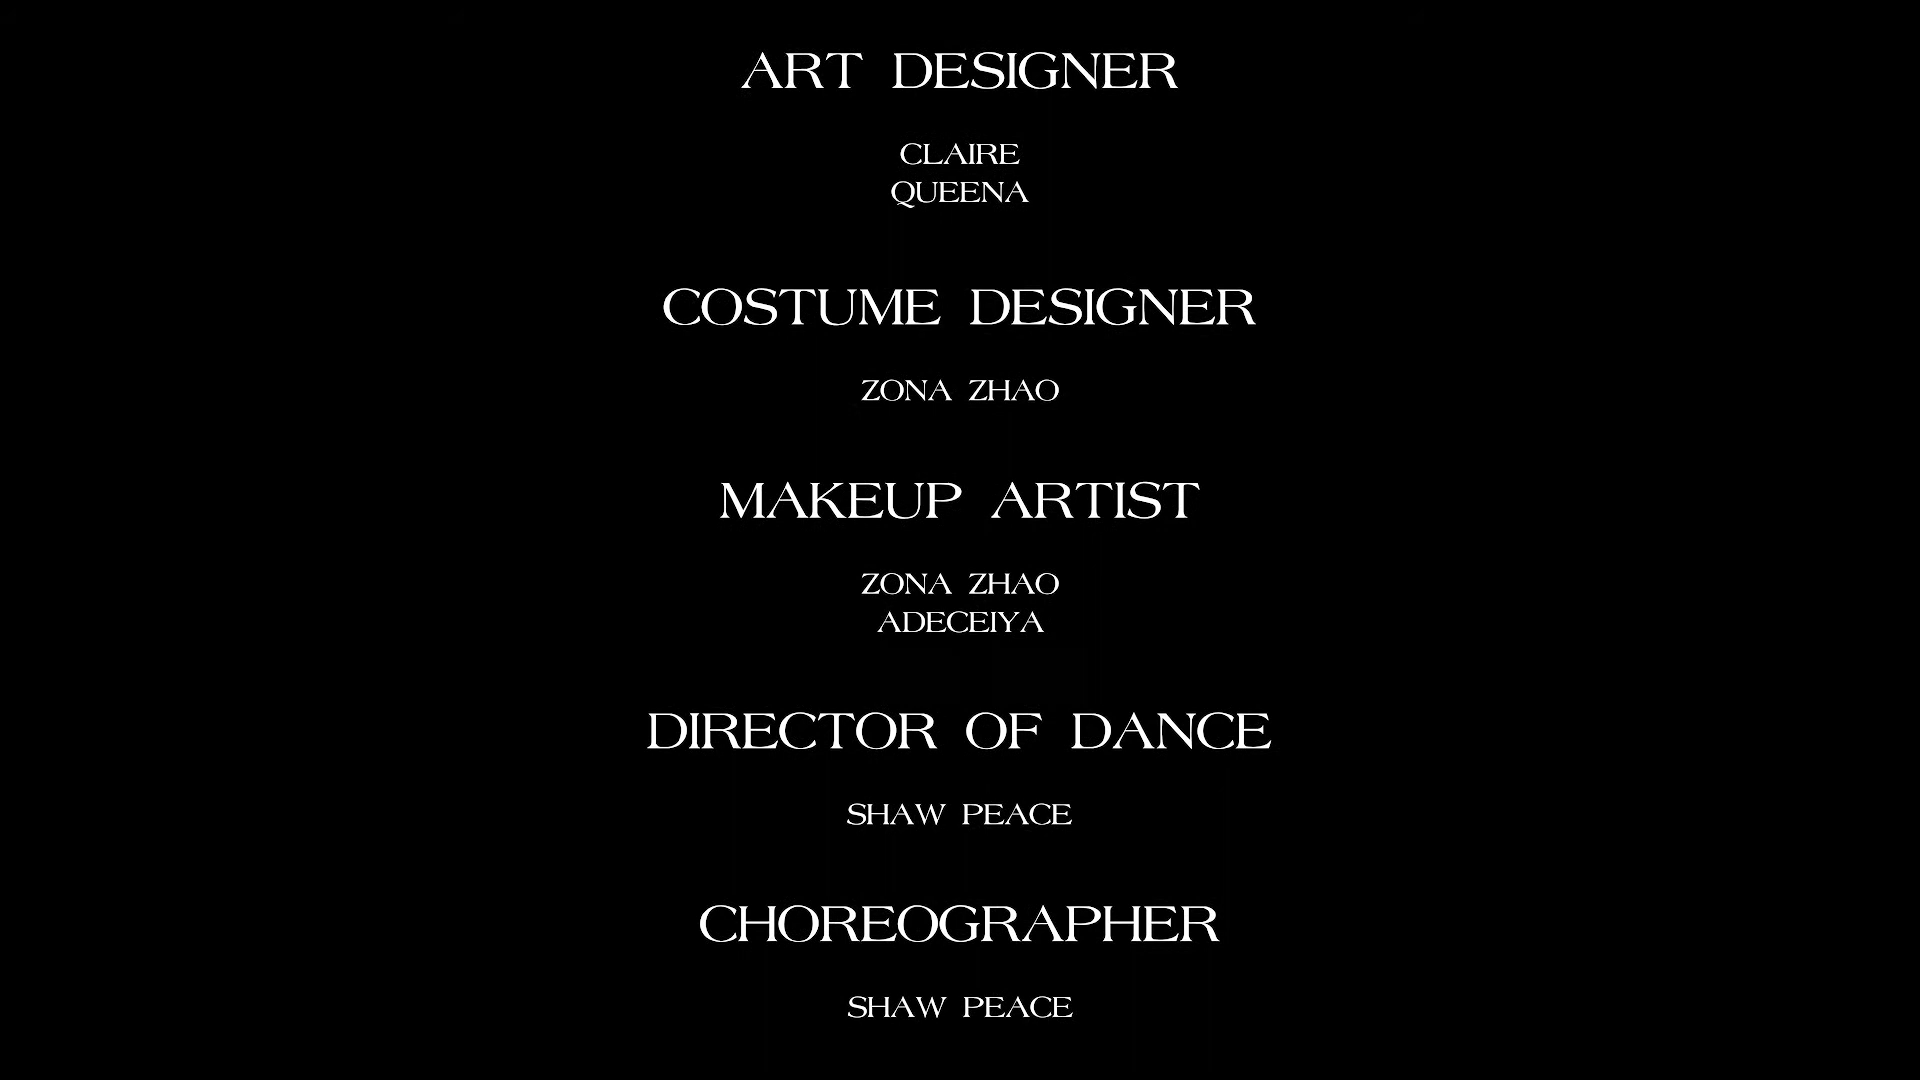 ART DESIGNER
CLAIRE
QUEENA
COSTUME DESIGNER
ZONA ZHAO
MAKEUP ARTIST
ZONA ZHAO
ADECEIYA
DIRECTOR OF DANCE
SHAW PEACE
CHOREOGRAPHER
SHAW PEACE